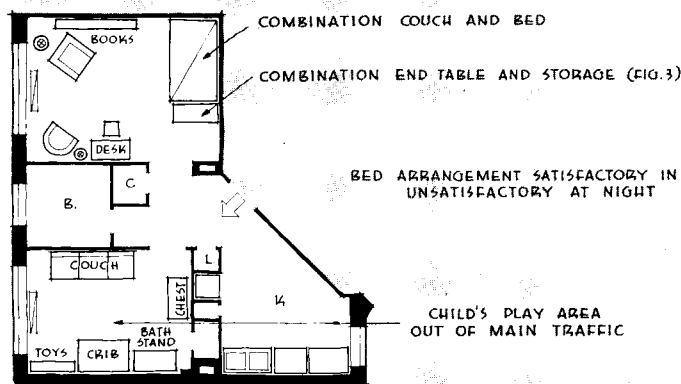 COMBINATION COUCH AND BED
BOOKS
COMBINATION END TABLE AND STORAGE (FIG.3)
DESK
BED ARRANGEMENT SATISFACTORY IN
UNSATISFACTORY AT NIGHT
C
B.
L
COUCH
CHEST
K
CHILD'S PLAY AREA
OUT OF MAIN TRAFFIC
BATH
STAND
TOYS
CRIB